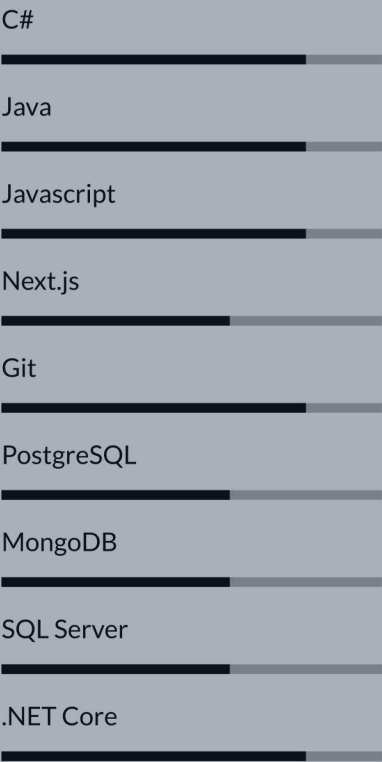 C#
Java
Javascript
Next.js
Git
PostgreSQL
MongoDB
SQL Server
.NET Core